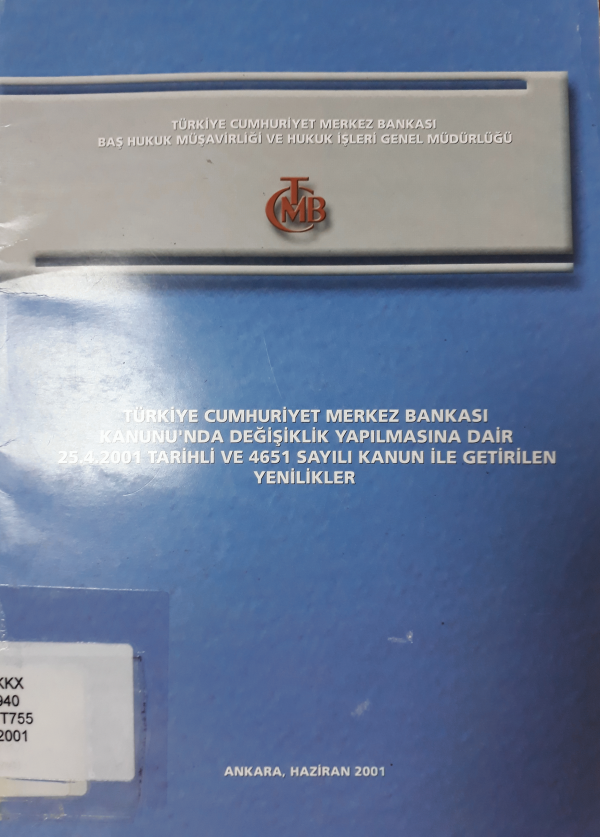 TÜRKİYE CUMHURİYET MERKEZ BANKASI
BAŞ HUKUK MÜŞAVİRLİĞİ VE HUKUK İŞLERİ GENEL MÜDÜRLÜĞÜ
TCMB
TÜRKİYE CUMHURİYET MERKEZ BANKASI
KANUNU'NDA DEĞİŞİKLİK YAPILMASINA DAİR
25.4.2001 TARİHLİ VE 4651 SAYILI KANUN İLE GETİRİLEN
YENİLİKLER
KKX
940
T755
2001
ANKARA, HAZİRAN 2001